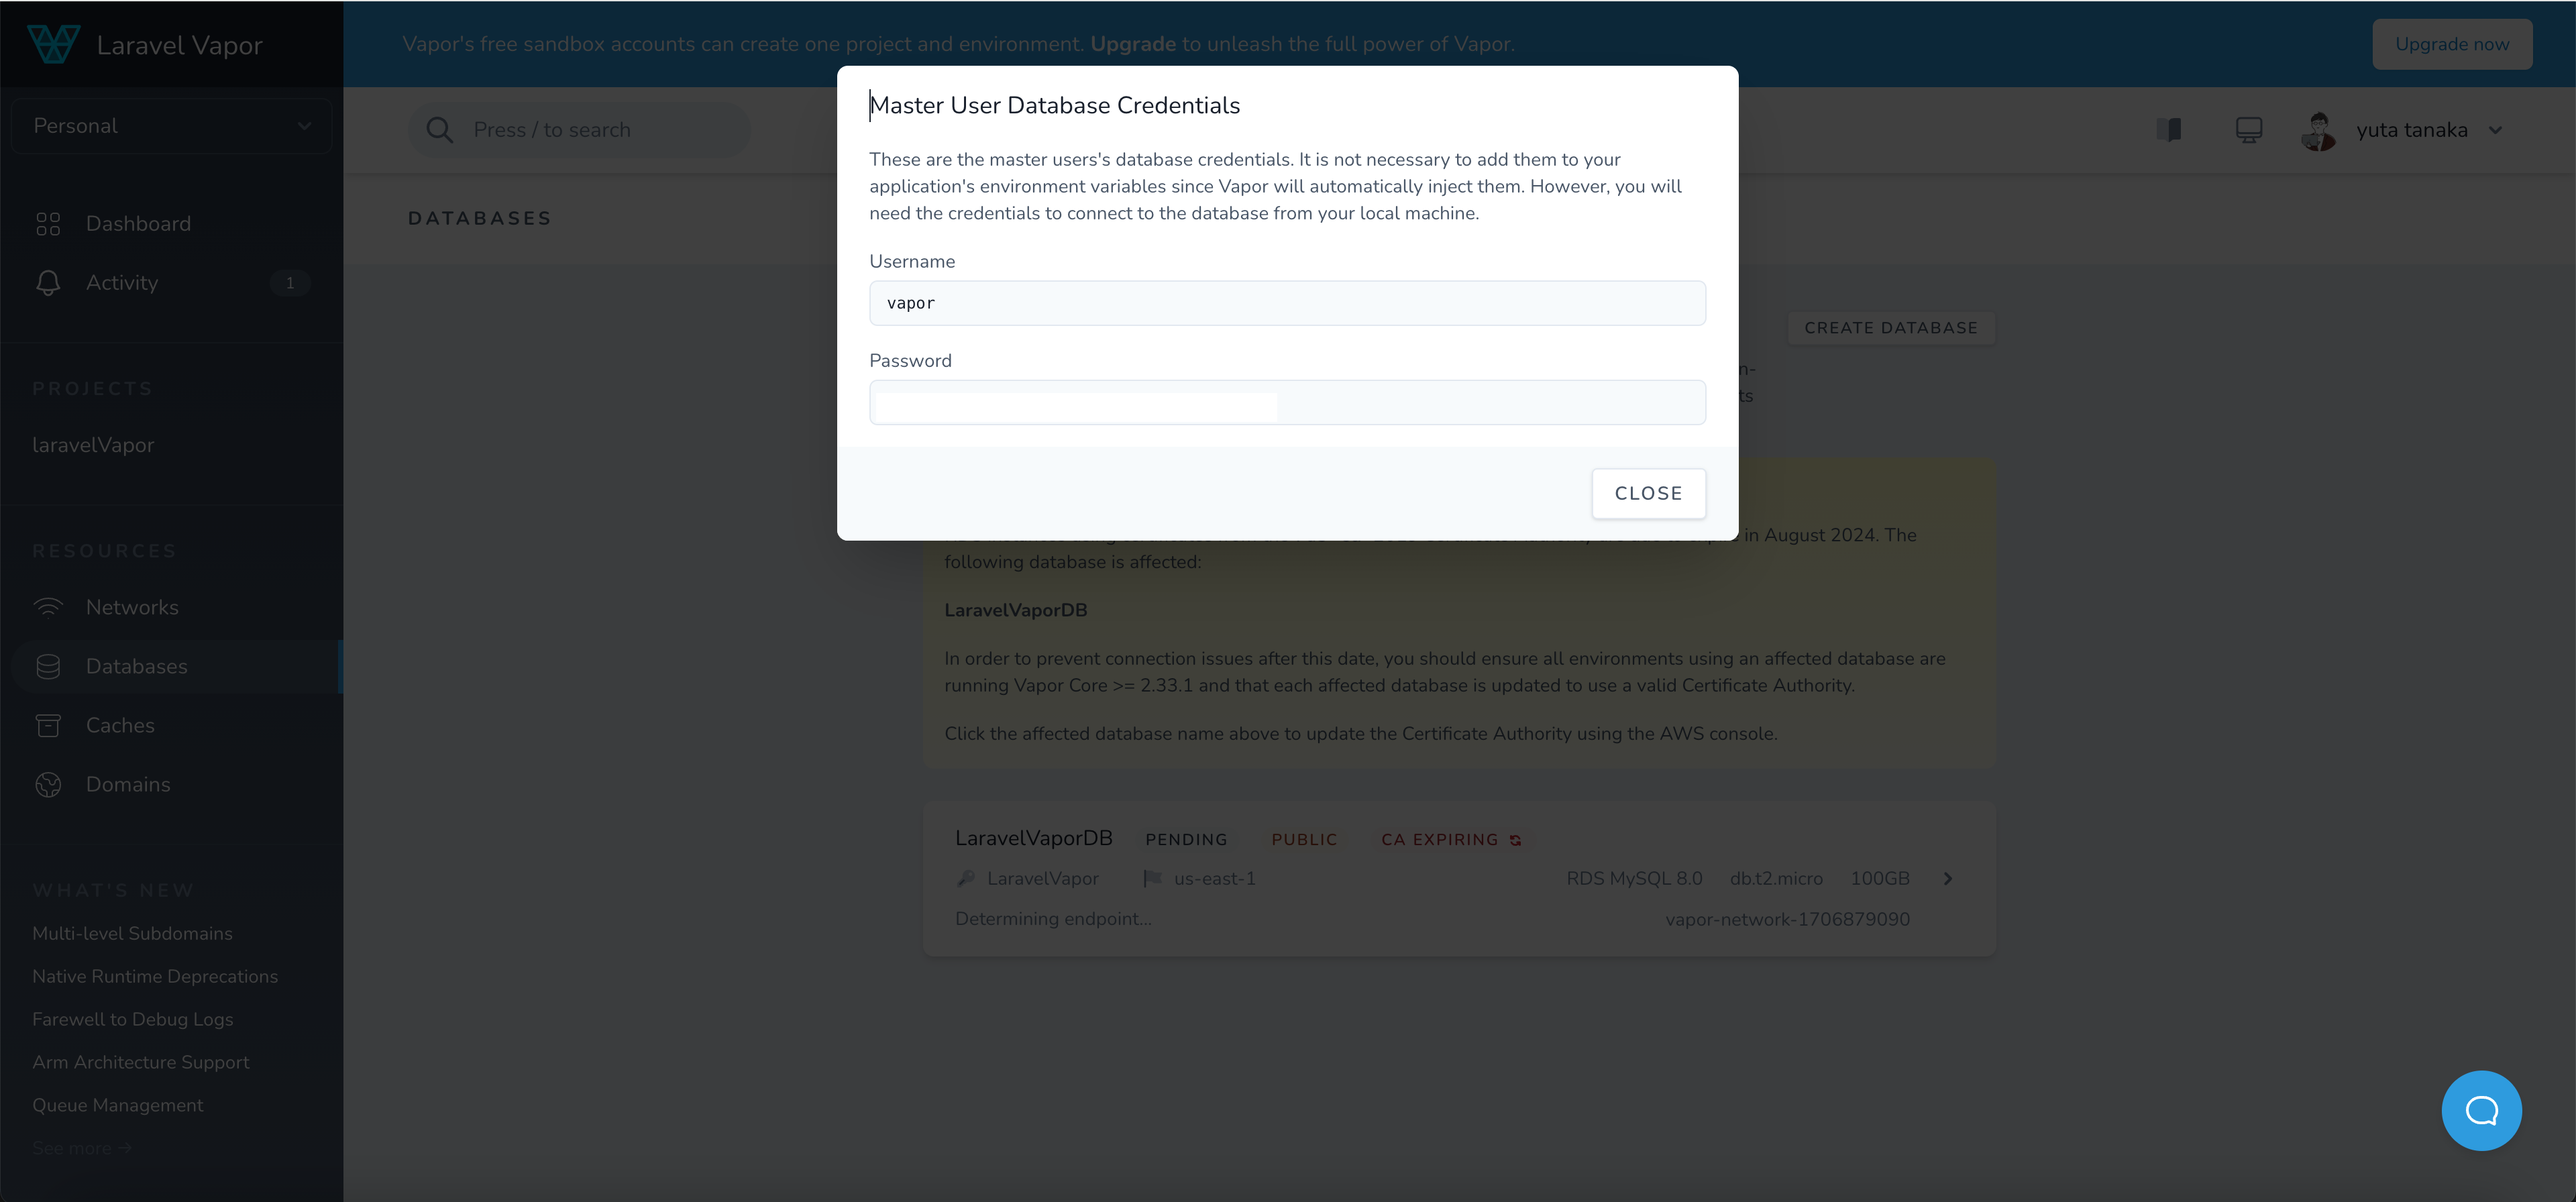 Laravel Vapor
Vapor's free sandbox accounts can create one project and environment. Upgrade to unleash the full power of Vapor.
Upgrade now
Personal
Press / to search
yuta tanaka
Dashboard
Activity
1
PROJECTS
laravelVapor
RESOURCES
Networks
Databases
Caches
Domains
WHAT'S NEW
Multi-level Subdomains
Native Runtime Deprecations
Farewell to Debug Logs
Arm Architecture Support
Queue Management
See more →
DATABASES
CREATE DATABASE
Master User Database Credentials
These are the master users's database credentials. It is not necessary to add them to your
application's environment variables since Vapor will automatically inject them. However, you will
need the credentials to connect to the database from your local machine.
Username
vapor
Password
CLOSE
in August 2024. The
following database is affected:
LaravelVaporDB
In order to prevent connection issues after this date, you should ensure all environments using an affected database are
running Vapor Core >= 2.33.1 and that each affected database is updated to use a valid Certificate Authority.
Click the affected database name above to update the Certificate Authority using the AWS console.
LaravelVaporDB PENDING PUBLIC CA EXPIRING
LaravelVapor us-east-1 RDS MySQL 8.0 db.t2.micro 100GB
Determining endpoint... vapor-network-1706879090